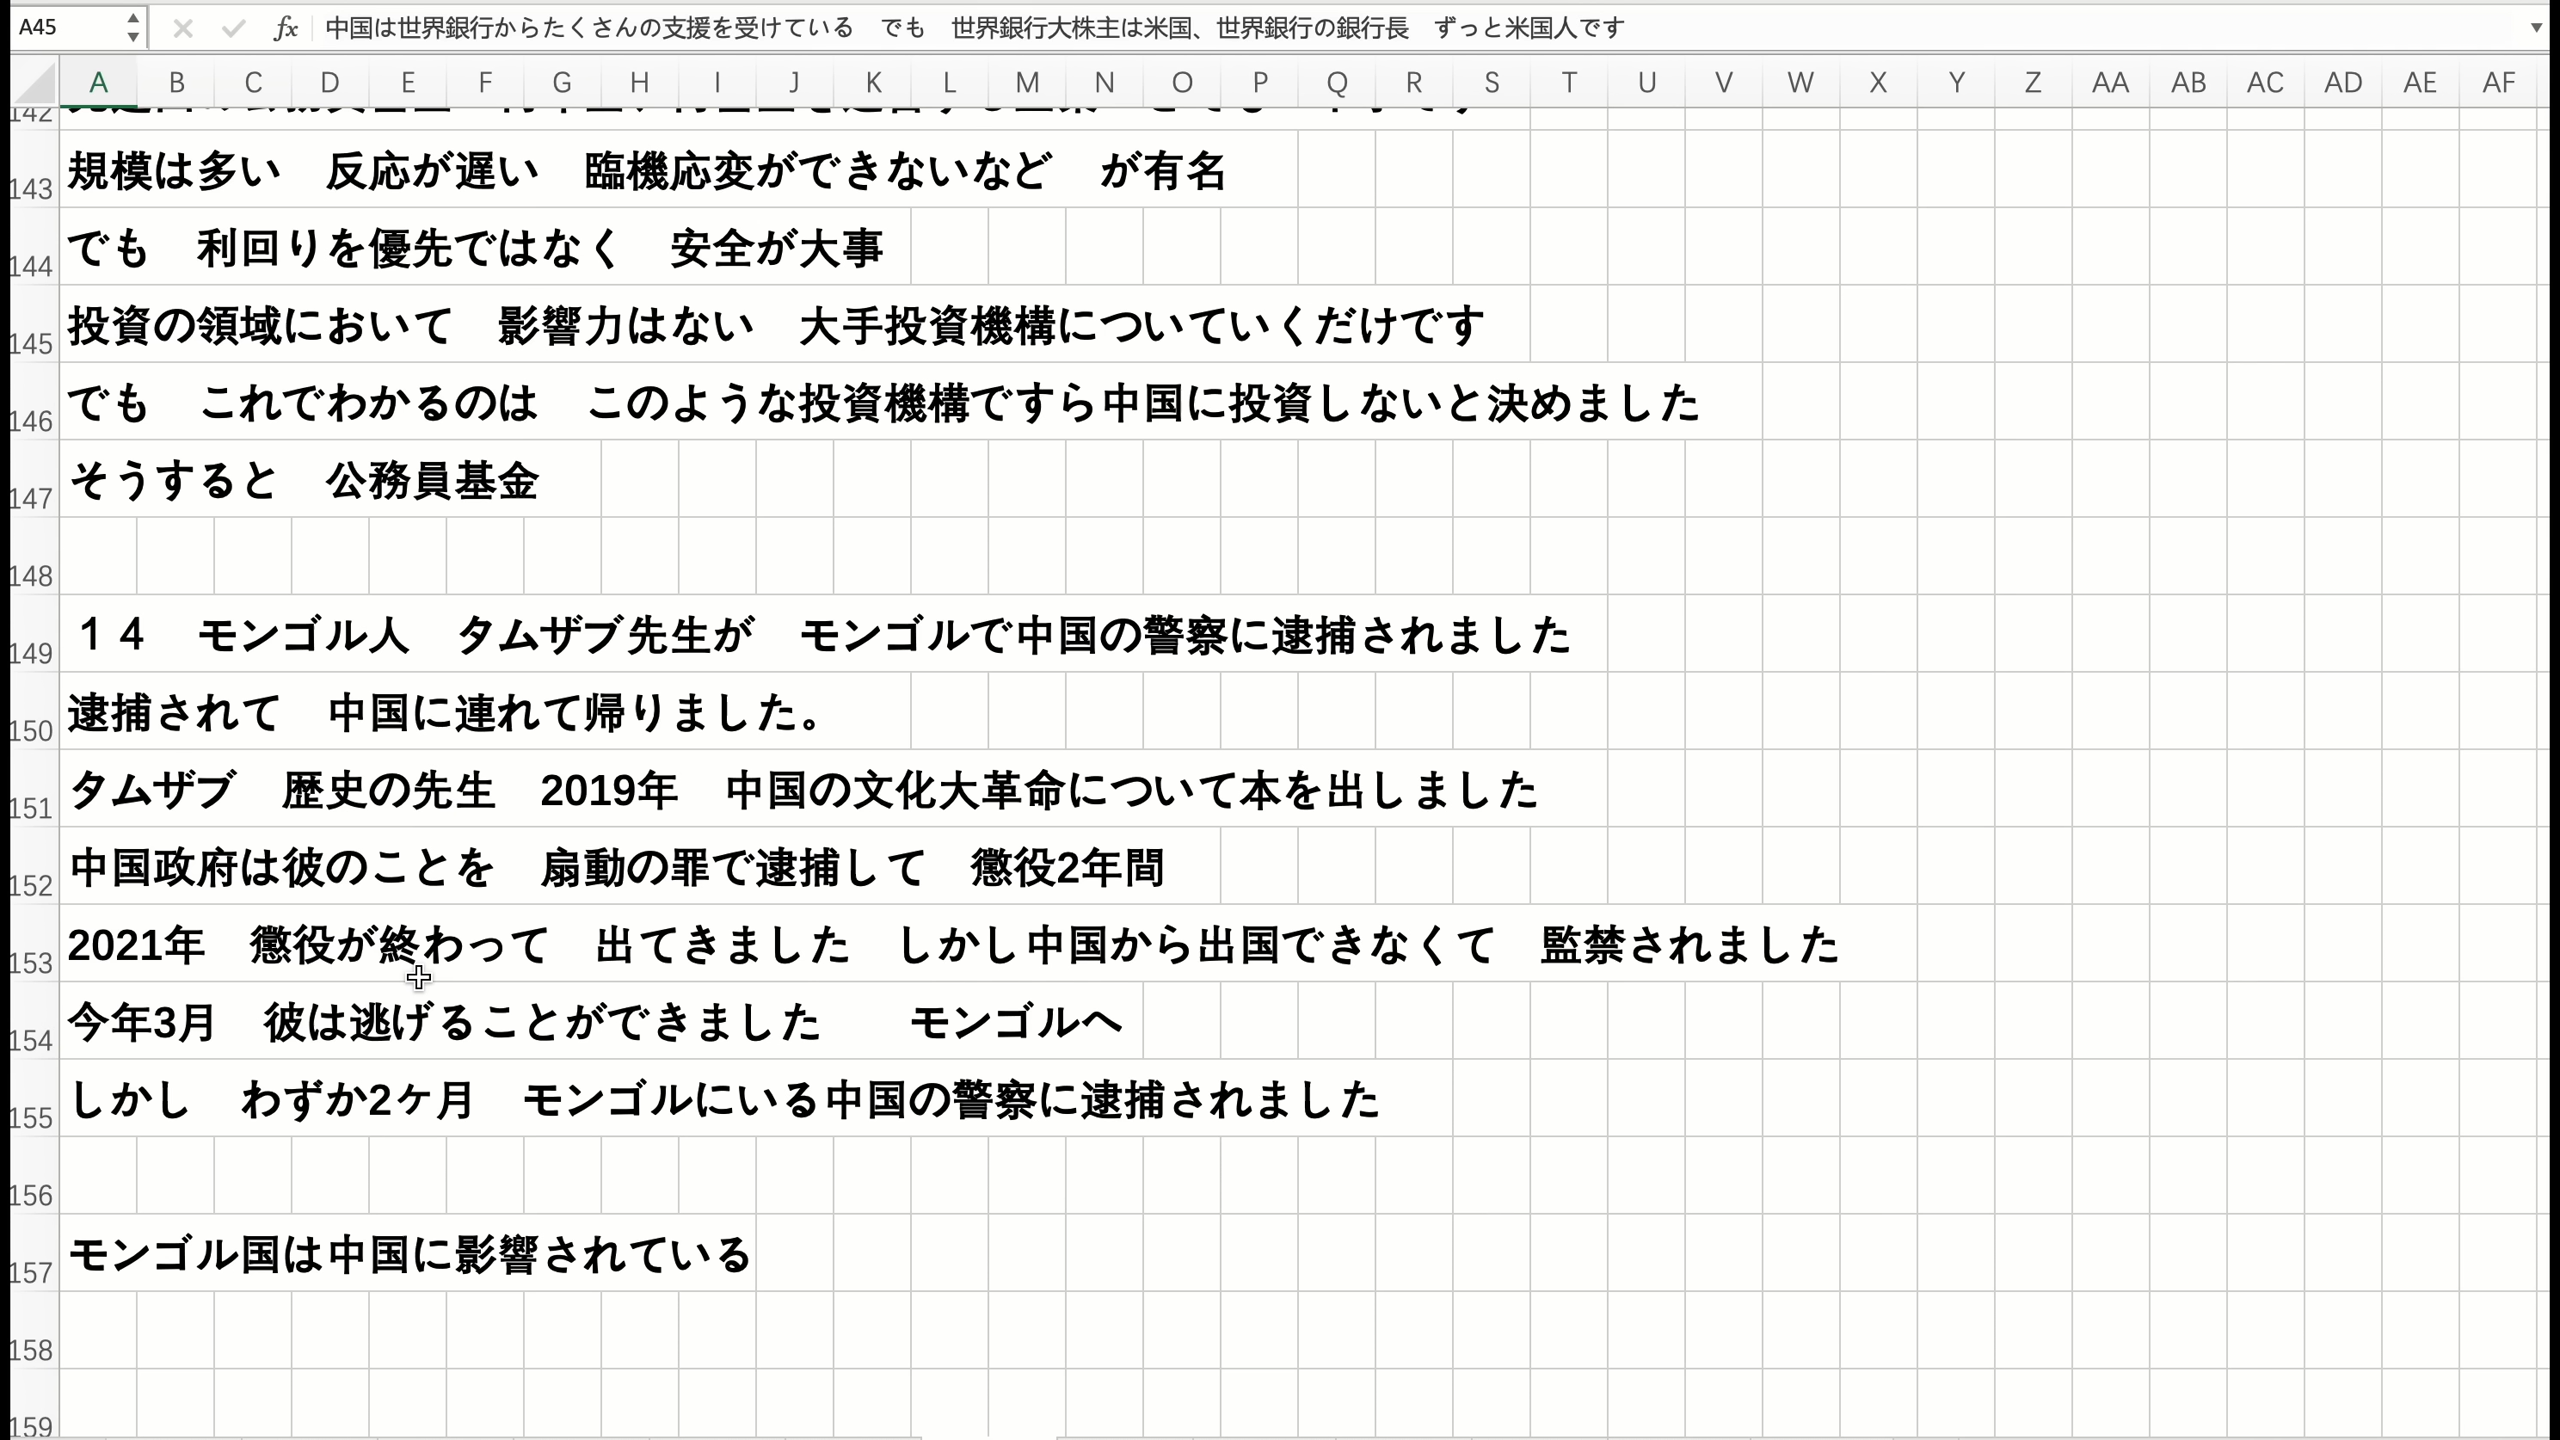 A45 fx 中国は世界銀行からたくさんの支援を受けている　でも　世界銀行大株主は米国、世界銀行の銀行長　ずっと米国人です
A B C D E F G H I J K L M N O P Q R S T U V W X Y Z AA AB AC AD AE AF
142
143 規模は多い　反応が遅い　臨機応変ができないなど　が有名
144 でも　利回りを優先ではなく　安全が大事
145 投資の領域において　影響力はない　大手投資機構についていくだけです
146 でも　これでわかるのは　このような投資機構ですら中国に投資しないと決めました
147 そうすると　公務員基金
148
149 １４　モンゴル人　タムザブ先生が　モンゴルで中国の警察に逮捕されました
150 逮捕されて　中国に連れて帰りました。
151 タムザブ　歴史の先生　2019年　中国の文化大革命について本を出しました
152 中国政府は彼のことを　扇動の罪で逮捕して　懲役2年間
153 2021年　懲役が終わって　出てきました　しかし中国から出国できなくて　監禁されました
154 今年3月　彼は逃げることができました　　モンゴルへ
155 しかし　わずか2ケ月　モンゴルにいる中国の警察に逮捕されました
156
157 モンゴル国は中国に影響されている
158
159